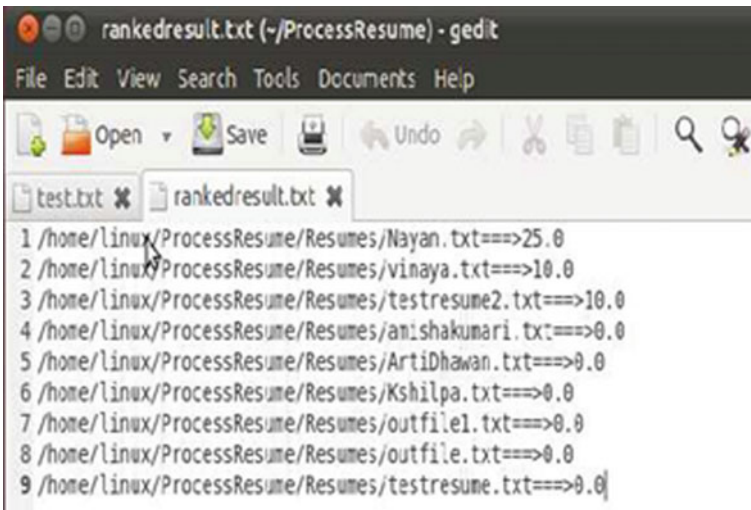 rankedresult.txt (~/ProcessResume) - gedit
File Edit View Search Tools Documents Help
Open Save Undo
test.txt rankedresult.txt
1 /home/linux/ProcessResume/Resumes/Nayan.txt===>25.0
2 /home/linux/ProcessResume/Resumes/vinaya.txt===>10.0
3 /home/linux/ProcessResume/Resumes/testresume2.txt===>10.0
4 /home/linux/ProcessResume/Resumes/amishakumari.txt===>0.0
5 /home/linux/ProcessResume/Resumes/ArtiDhawan.txt===>0.0
6 /home/linux/ProcessResume/Resumes/Kshilpa.txt===>0.0
7 /home/linux/ProcessResume/Resumes/outfile1.txt===>0.0
8 /home/linux/ProcessResume/Resumes/outfile.txt===>0.0
9 /home/linux/ProcessResume/Resumes/testresume.txt===>0.0